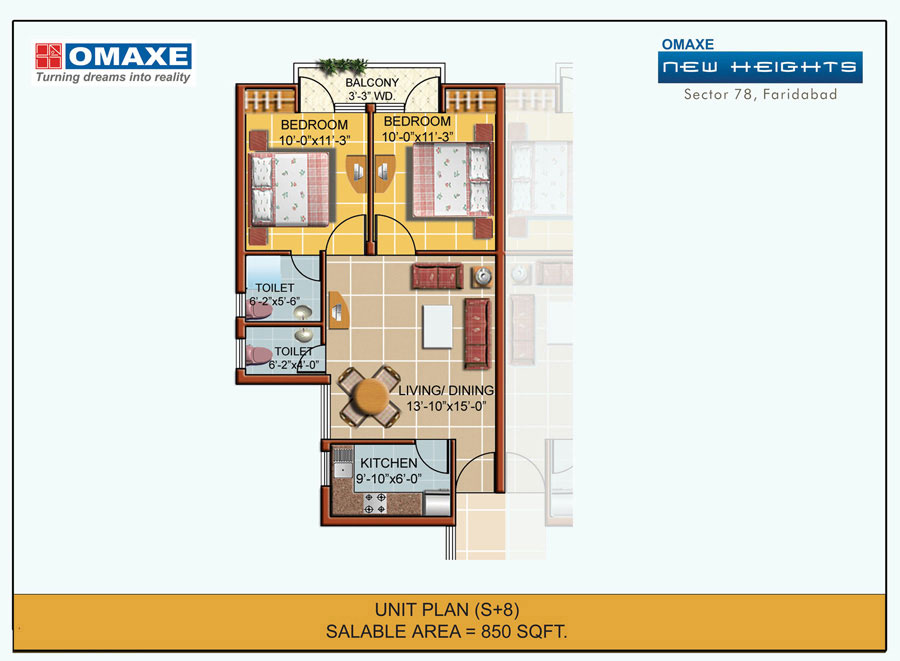 OMAXE
Turning dreams into reality
OMAXE
NEW HEIGHTS
Sector 78, Faridabad
BALCONY
3'-3" WD.
BEDROOM
10'-0"x11'-3"
BEDROOM
10'-0"x11'-3"
TOILET
6'-2"x5'-6"
TOILET
6'-2"x4'-0"
LIVING/ DINING
13'-10"x15'-0"
KITCHEN
9'-10"x6'-0"
UNIT PLAN (S+8)
SALABLE AREA = 850 SQFT.